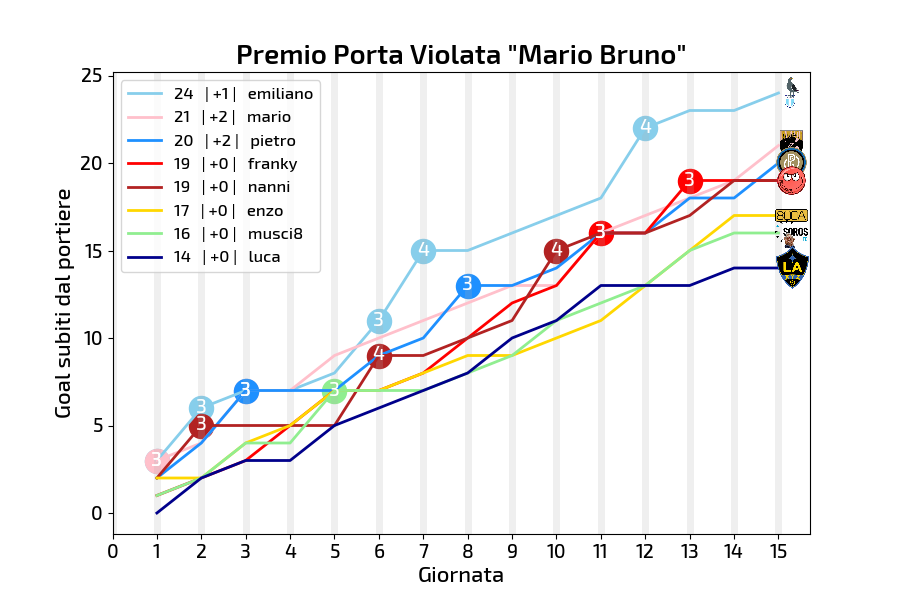 Premio Porta Violata "Mario Bruno"
25
20
15
10
5
0
Goal subiti dal portiere
24 | +1 | emiliano
21 | +2 | mario
20 | +2 | pietro
19 | +0 | franky
19 | +0 | nanni
17 | +0 | enzo
16 | +0 | musci8
14 | +0 | luca
4
4
3
3
4
3
3
4
3
3
3
3
3
BUCA
SOROS
LA
0 1 2 3 4 5 6 7 8 9 10 11 12 13 14 15
Giornata